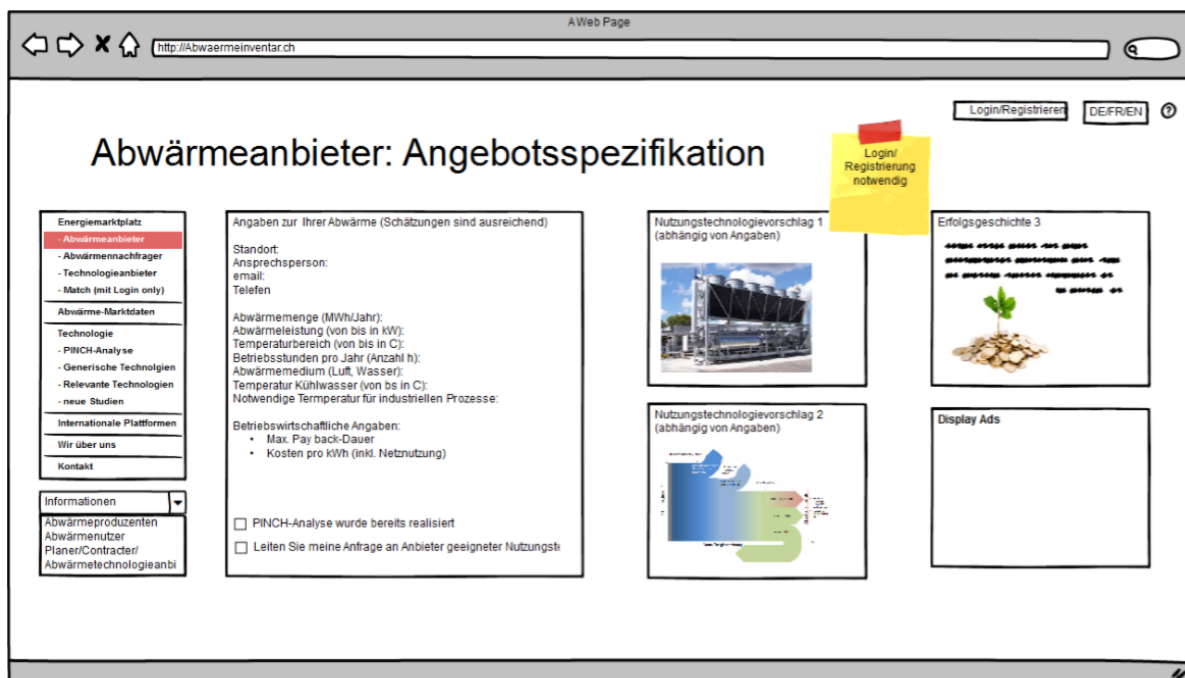 A Web Page
http://Abwaermeinventar.ch
Login/Registrieren
DE/FR/EN
?
Abwärmeanbieter: Angebotsspezifikation
Login/
Registrierung
notwendig
Energiemarktplatz
- Abwärmeanbieter
- Abwärmennachfrager
- Technologieanbieter
- Match (mit Login only)
Abwärme-Marktdaten
Technologie
- PINCH-Analyse
- Generische Technolgien
- Relevante Technologien
- neue Studien
Internationale Plattformen
Wir über uns
Kontakt
Informationen
Abwärmeproduzenten
Abwärmenutzer
Planer/Contracter/
Abwärmetechnologieanbi
Angaben zur Ihrer Abwärme (Schätzungen sind ausreichend)
Standort:
Ansprechsperson:
email:
Telefen
Abwärmemenge (MWh/Jahr):
Abwärmeleistung (von bis in kW):
Temperaturbereich (von bis in C):
Betriebsstunden pro Jahr (Anzahl h):
Abwärmemedium (Luft, Wasser):
Temperatur Kühlwasser (von bs in C):
Notwendige Termperatur für industriellen Prozesse:
Betriebswirtschaftliche Angaben:
• Max. Pay back-Dauer
• Kosten pro kWh (inkl. Netznutzung)
PINCH-Analyse wurde bereits realisiert
Leiten Sie meine Anfrage an Anbieter geeigneter Nutzungste
Nutzungstechnologievorschlag 1
(abhängig von Angaben)
Nutzungstechnologievorschlag 2
(abhängig von Angaben)
Erfolgsgeschichte 3
Display Ads